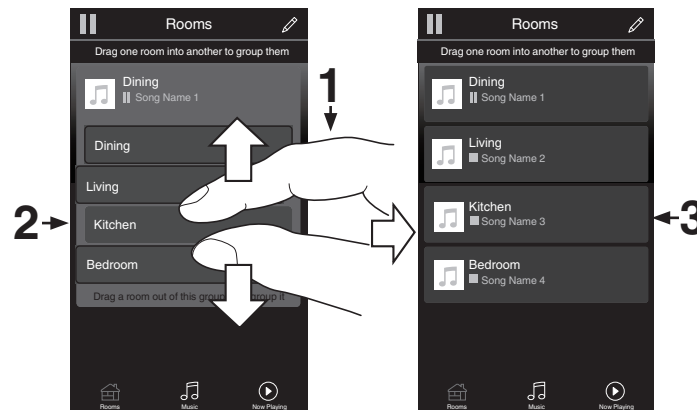 Rooms
Drag one room into another to group them
Dining
Song Name 1
Dining
Living
Kitchen
Bedroom
Drag a room out of this group it
Rooms
Music
Now Playing
1
2
Rooms
Drag one room into another to group them
Dining
Song Name 1
Living
Song Name 2
Kitchen
Song Name 3
Bedroom
Song Name 4
Rooms
Music
Now Playing
3